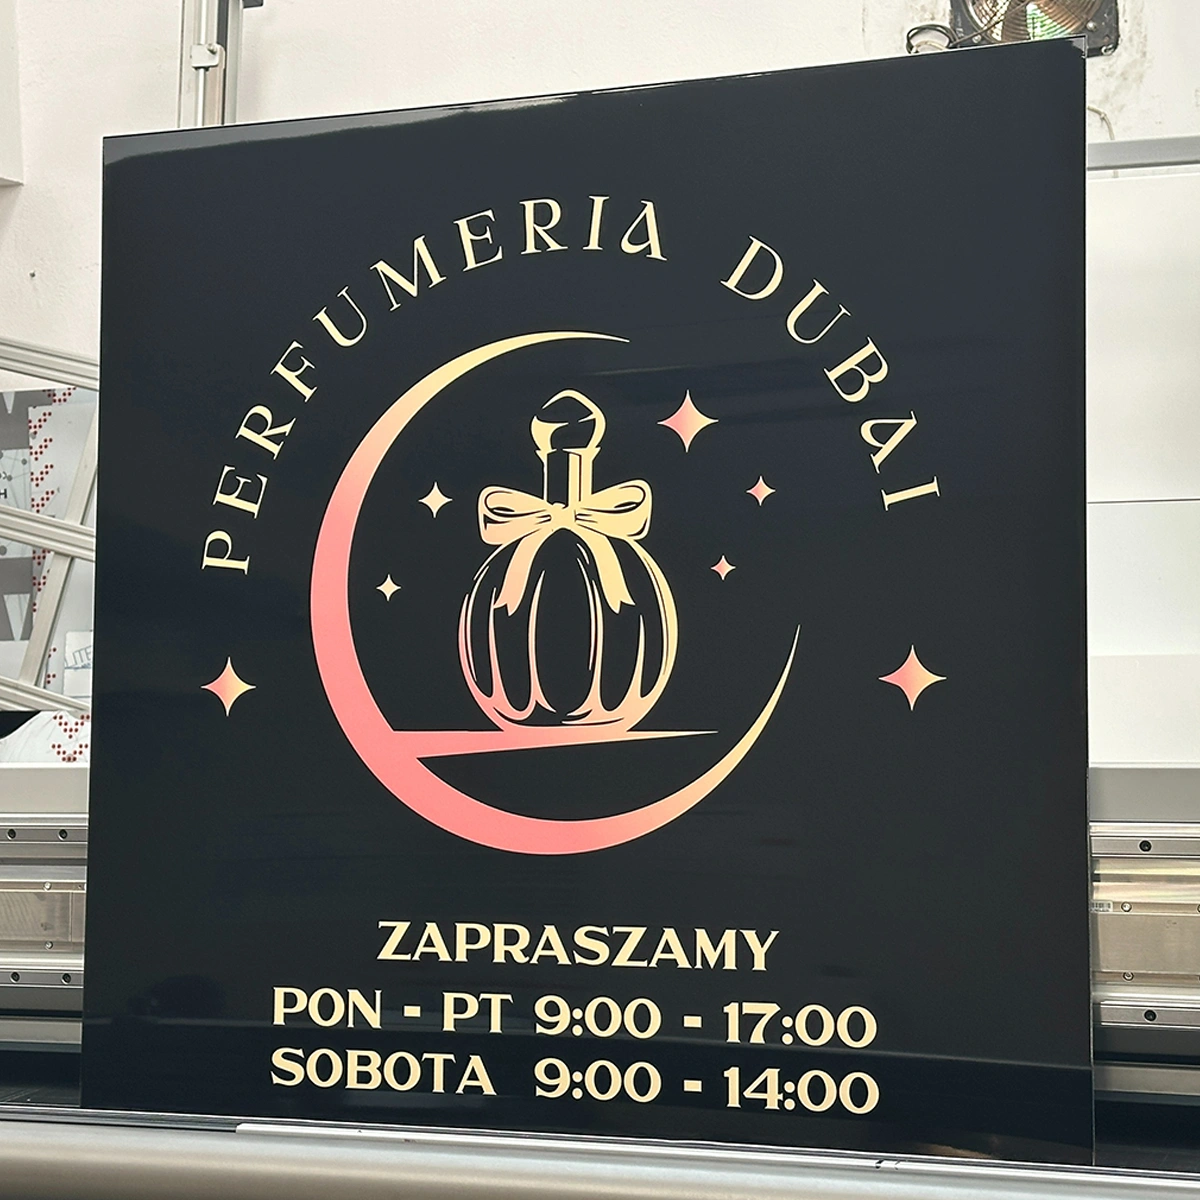 PERFUMERIA DUBAI
ZAPRASZAMY
PON - PT 9:00 - 17:00
SOBOTA 9:00 - 14:00